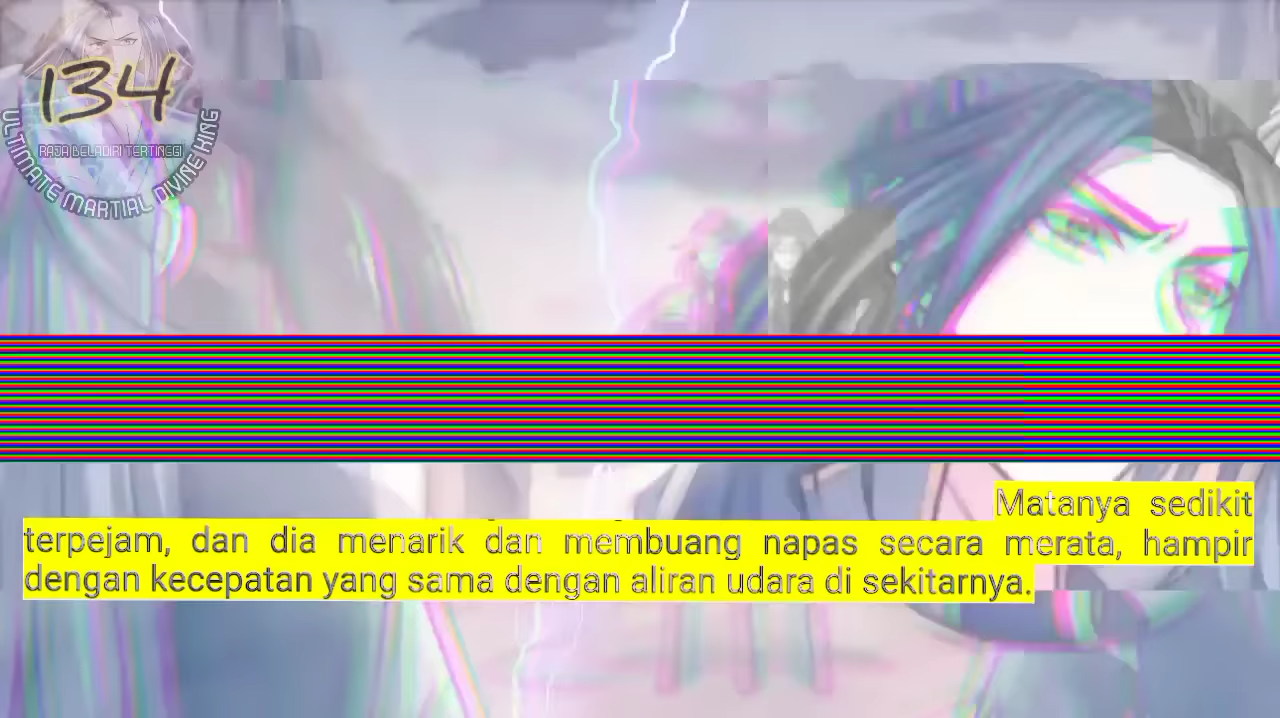 134
RAJA BELADIRI TERTINGGI
ULTIMATE MARTIAL DIVINE KING
Matanya sedikit
terpejam, dan dia menarik dan membuang napas secara merata, hampir
dengan kecepatan yang sama dengan aliran udara di sekitarnya.